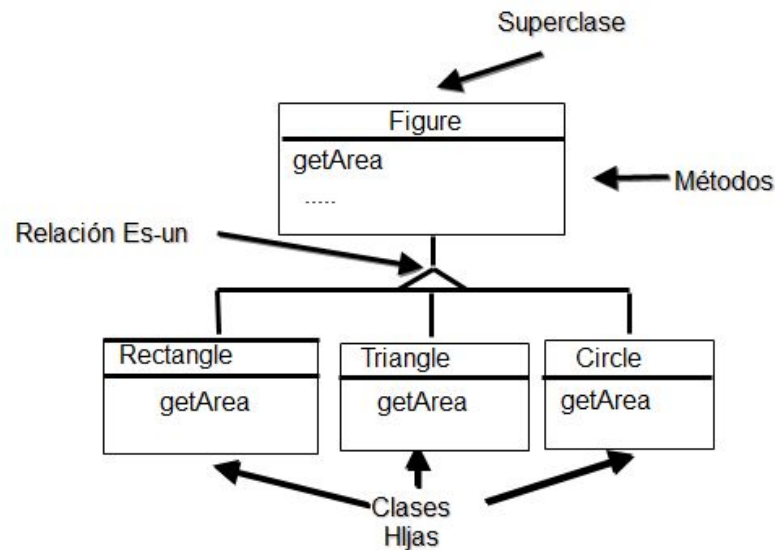 Superclase
Figure
getArea
.....
Métodos
Relación Es-un
Rectangle
getArea
Triangle
getArea
Circle
getArea
Clases
HIjas